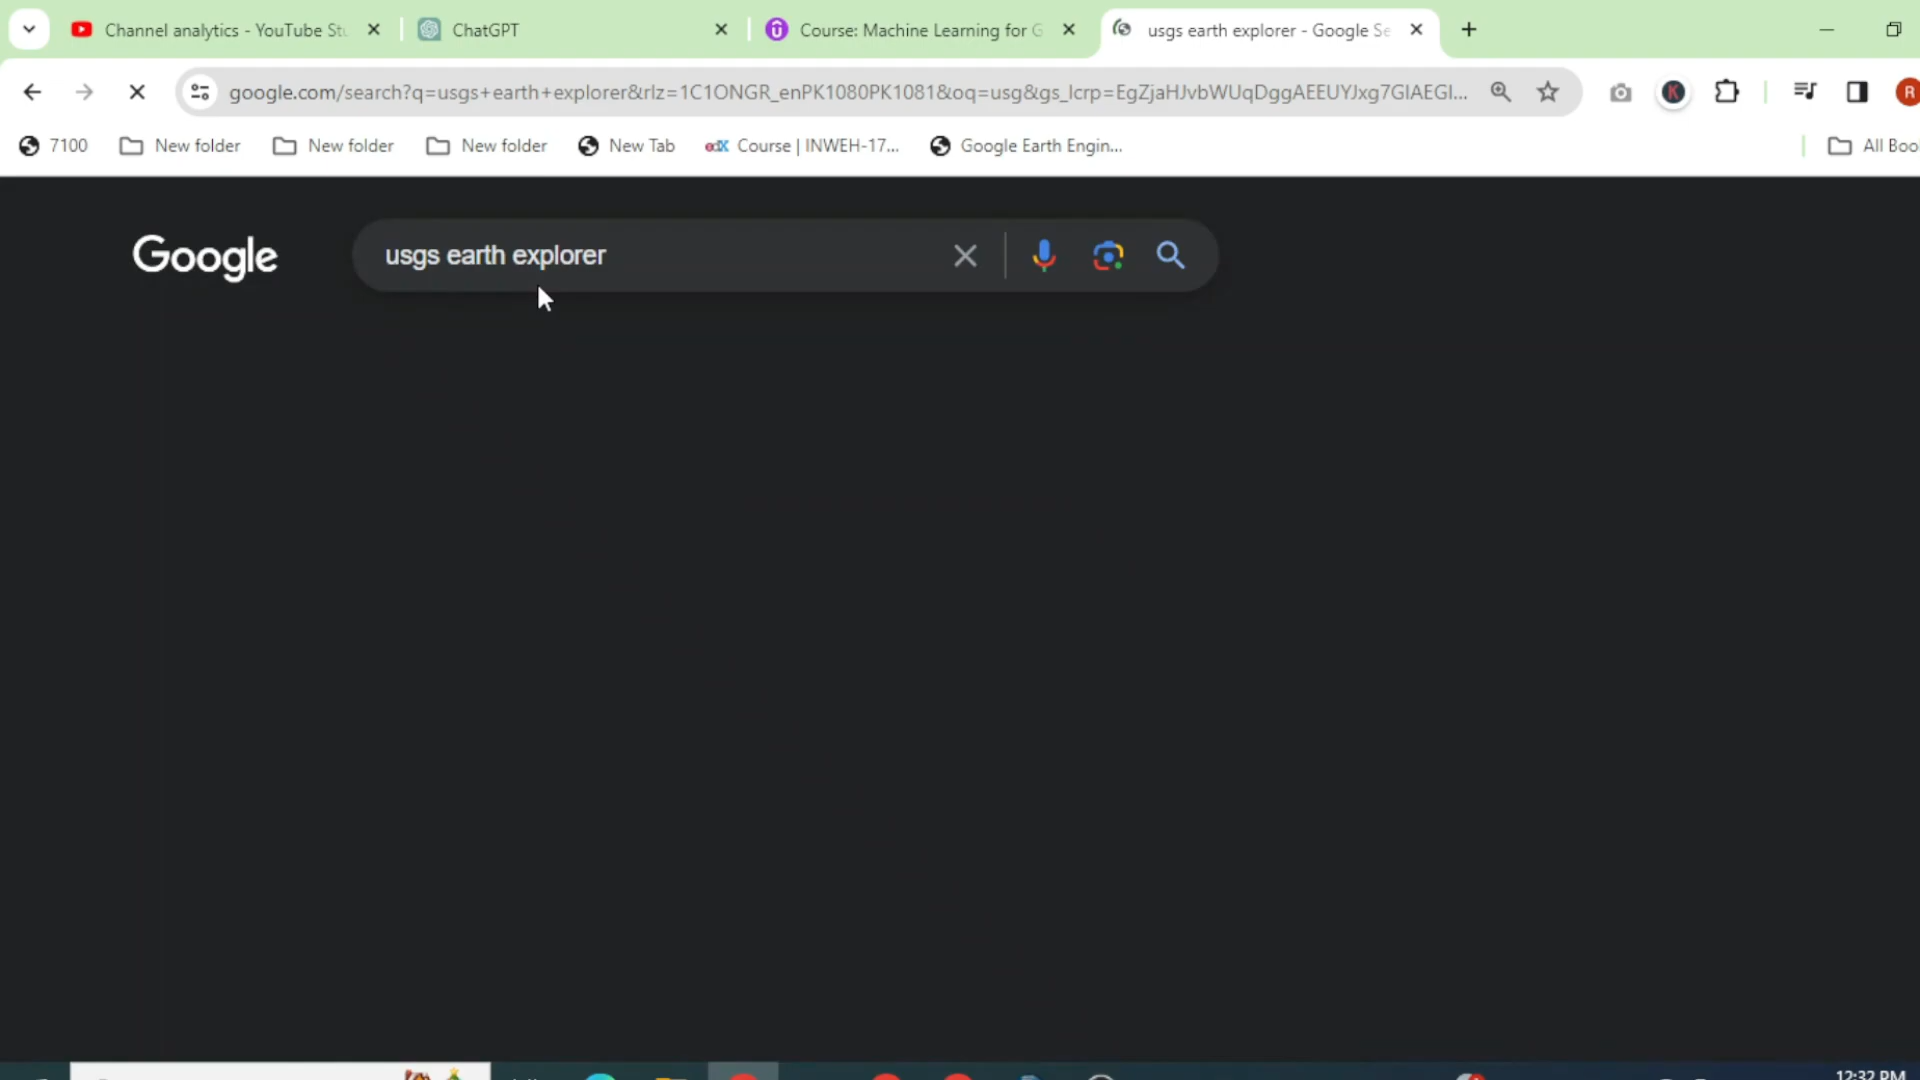 Channel analytics - YouTube St
ChatGPT
Course: Machine Learning for G
usgs earth explorer - Google Se
google.com/search?q=usgs+earth+explorer&rlz=1C1ONGR_enPK1080PK1081&oq=usg&gs_lcrp=EgZjaHJvbWUqDggAEEUYJxg7GIAEGI...
K
R
7100
New folder
New folder
New folder
New Tab
edX Course | INWEH-17...
Google Earth Engin...
All Boo
Google
usgs earth explorer
12:32 PM